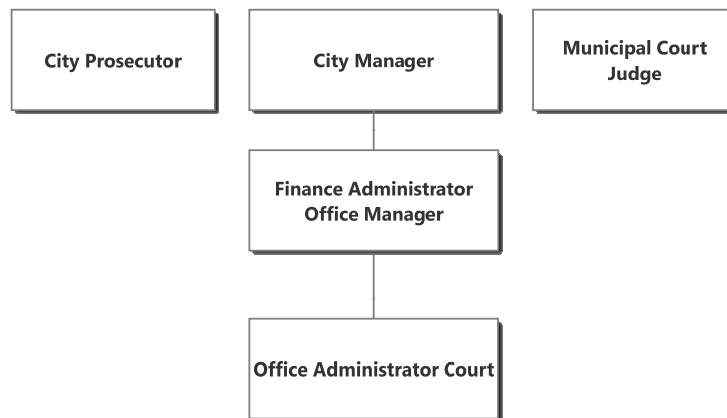 City Prosecutor
City Manager
Municipal Court
Judge
Finance Administrator
Office Manager
Office Administrator Court